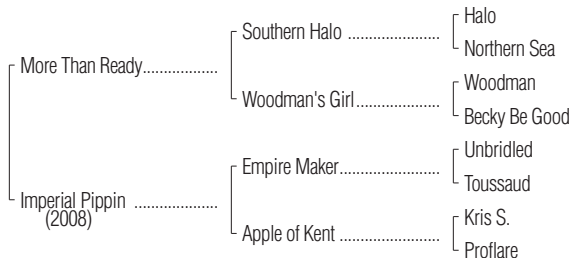 Halo
Southern Halo ......................
Northern Sea
More Than Ready..................
Woodman
Woodman's Girl....................
Becky Be Good
Unbridled
Empire Maker........................
Toussaud
Imperial Pippin ....................
(2008)
Kris S.
Apple of Kent ........................
Proflare